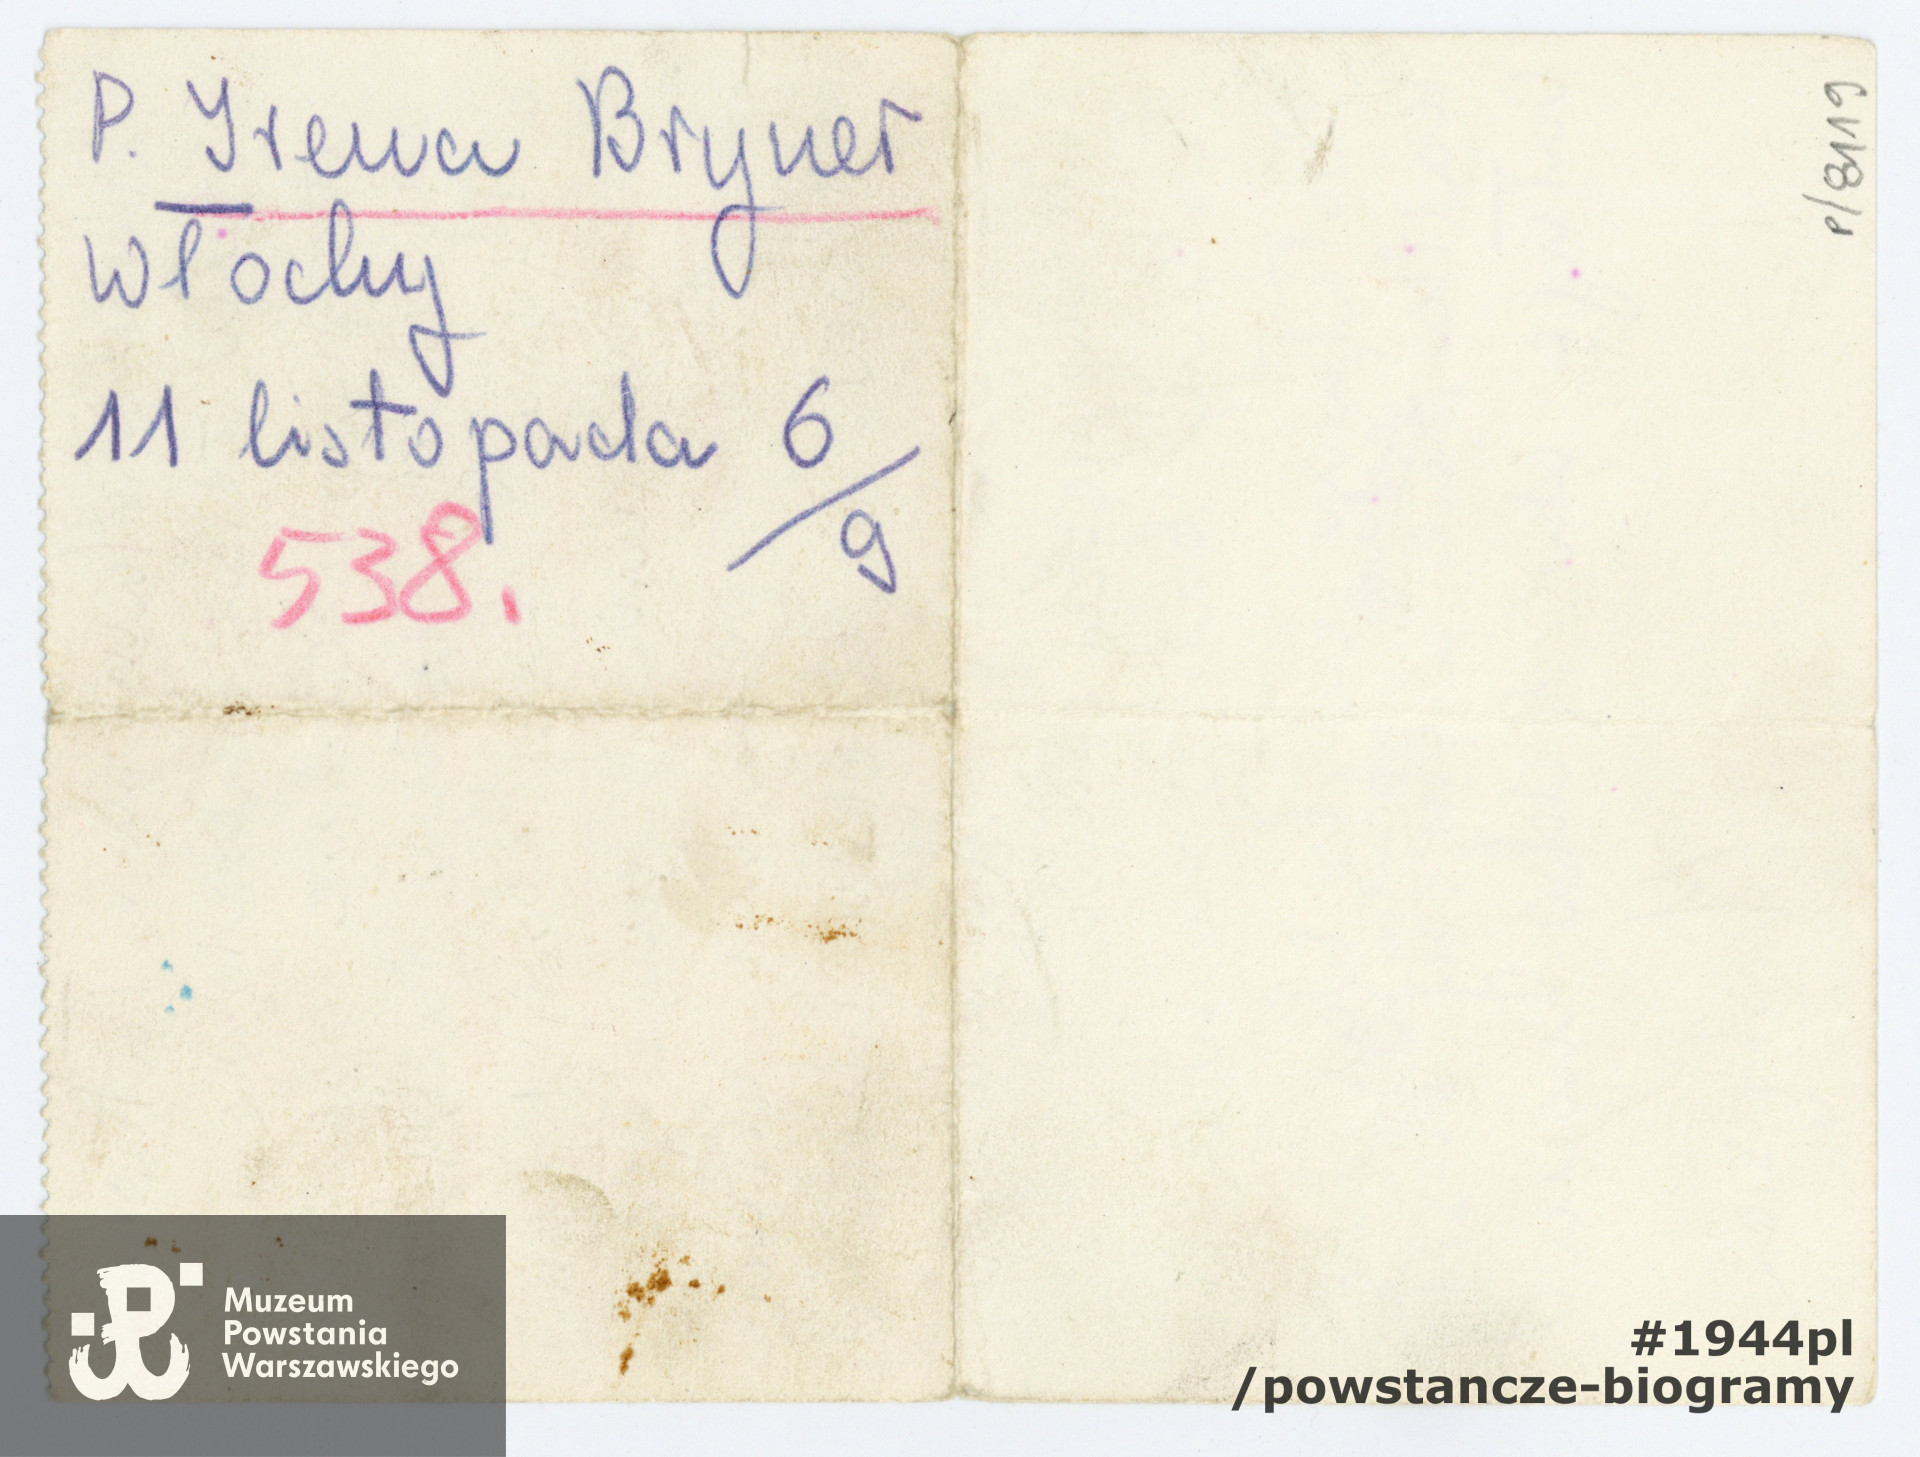 P. Irena Bryner
Włochy
11 listopada 6/9
538.
P/8119
Muzeum
Powstania
Warszawskiego
#1944pl
/powstancze-biogramy